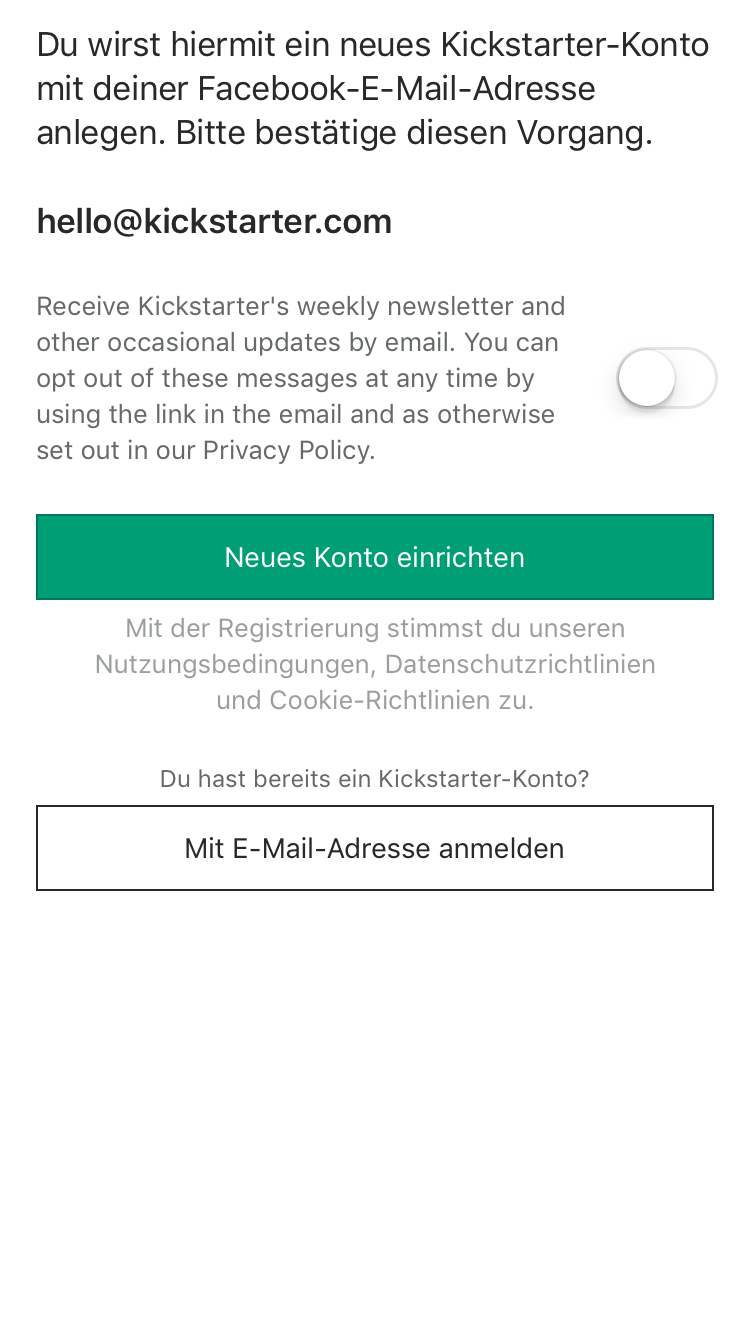 Du wirst hiermit ein neues Kickstarter-Konto
mit deiner Facebook-E-Mail-Adresse
anlegen. Bitte bestätige diesen Vorgang.
hello@kickstarter.com
Receive Kickstarter's weekly newsletter and
other occasional updates by email. You can
opt out of these messages at any time by
using the link in the email and as otherwise
set out in our Privacy Policy.
Neues Konto einrichten
Mit der Registrierung stimmst du unseren
Nutzungsbedingungen, Datenschutzrichtlinien
und Cookie-Richtlinien zu.
Du hast bereits ein Kickstarter-Konto?
Mit E-Mail-Adresse anmelden